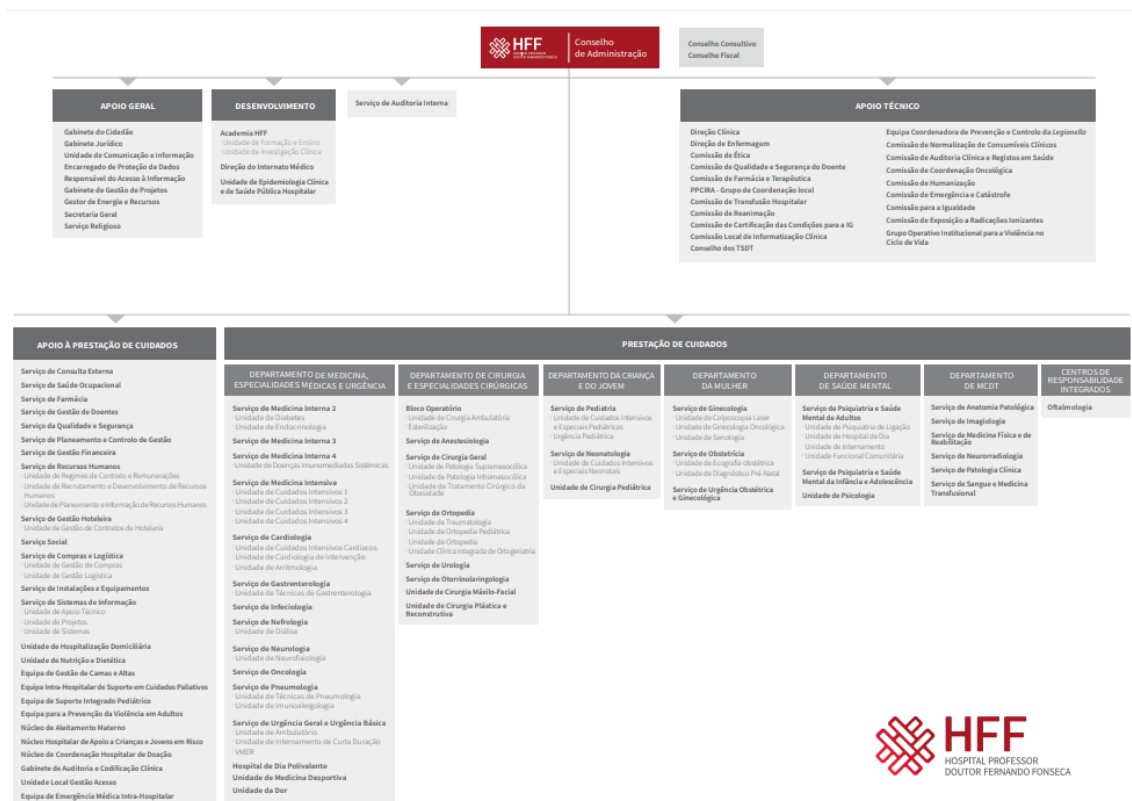 HFF
HOSPITAL PROFESSOR
DOUTOR FERNANDO FONSECA
Conselho
de Administração
Conselho Consultivo
Conselho Fiscal
APOIO GERAL
Gabinete do Cidadão
Gabinete Jurídico
Unidade de Comunicação e Informação
Encarregado de Proteção de Dados
Responsável do Acesso à Informação
Gabinete de Gestão de Projetos
Gestor de Energia e Recursos
Secretaria Geral
Serviço Religioso
DESENVOLVIMENTO
Academia HFF
· Unidade de Formação e Ensino
· Unidade de Investigação Clínica
Direção do Internato Médico
Unidade de Epidemiologia Clínica
e de Saúde Pública Hospitalar
Serviço de Auditoria Interna
APOIO TÉCNICO
Direção Clínica
Direção de Enfermagem
Comissão de Ética
Comissão de Qualidade e Segurança do Doente
Comissão de Farmácia e Terapêutica
PPCIRA - Grupo de Coordenação local
Comissão de Transfusão Hospitalar
Comissão de Reanimação
Comissão de Certificação das Condições para a IG
Comissão Local de Informatização Clínica
Conselho dos TSDT
Equipa Coordenadora de Prevenção e Controlo da Legionella
Comissão de Normalização de Consumíveis Clínicos
Comissão de Auditoria Clínica e Registos em Saúde
Comissão de Coordenação Oncológica
Comissão de Humanização
Comissão de Emergência e Catástrofe
Comissão para a Igualdade
Comissão de Exposição a Radicações Ionizantes
Grupo Operativo Institucional para a Violência no
Ciclo de Vida
APOIO À PRESTAÇÃO DE CUIDADOS
Serviço de Consulta Externa
Serviço de Saúde Ocupacional
Serviço de Farmácia
Serviço de Gestão de Doentes
Serviço da Qualidade e Segurança
Serviço de Planeamento e Controlo de Gestão
Serviço de Gestão Financeira
Serviço de Recursos Humanos
· Unidade de Regimes de Contrato e Remunerações
· Unidade de Recrutamento e Desenvolvimento de Recursos
Humanos
· Unidade de Planeamento e Informação de Recursos Humanos
Serviço de Gestão Hoteleira
· Unidade de Gestão de Contratos de Hotelaria
Serviço Social
Serviço de Compras e Logística
· Unidade de Gestão de Compras
· Unidade de Gestão Logística
Serviço de Instalações e Equipamentos
Serviço de Sistemas de Informação
· Unidade de Apoio Técnico
· Unidade de Projetos
· Unidade de Sistemas
Unidade de Hospitalização Domiciliária
Unidade de Nutrição e Dietética
Equipa de Gestão de Camas e Altas
Equipa Intra-Hospitalar de Suporte em Cuidados Paliativos
Equipa de Suporte Integrado Pediátrico
Equipa para a Prevenção da Violência em Adultos
Núcleo de Aleitamento Materno
Núcleo Hospitalar de Apoio a Crianças e Jovens em Risco
Núcleo de Coordenação Hospitalar de Doação
Gabinete de Auditoria e Codificação Clínica
Unidade Local Gestão Acesso
Equipa de Emergência Médica Intra-Hospitalar
PRESTAÇÃO DE CUIDADOS
DEPARTAMENTO DE MEDICINA,
ESPECIALIDADES MÉDICAS E URGÊNCIA
Serviço de Medicina Interna 2
· Unidade de Diabetes
· Unidade de Endocrinologia
Serviço de Medicina Interna 3
Serviço de Medicina Interna 4
· Unidade de Doenças Imunomediadas Sistémicas
Serviço de Medicina Intensiva
· Unidade de Cuidados Intensivos 1
· Unidade de Cuidados Intensivos 2
· Unidade de Cuidados Intensivos 3
· Unidade de Cuidados Intensivos 4
Serviço de Cardiologia
· Unidade de Cuidados Intensivos Cardíacos
· Unidade de Cardiologia de Intervenção
· Unidade de Arritmologia
Serviço de Gastrenterologia
· Unidade de Técnicas de Gastrenterologia
Serviço de Infeciologia
Serviço de Nefrologia
· Unidade de Diálise
Serviço de Neurologia
· Unidade de Neurofisiologia
Serviço de Oncologia
Serviço de Pneumologia
· Unidade de Técnicas de Pneumologia
· Unidade de Imunoalergologia
Serviço de Urgência Geral e Urgência Básica
· Unidade de Ambulatório
· Unidade de Internamento de Curta Duração
· VMER
Hospital de Dia Polivalente
Unidade de Medicina Desportiva
Unidade da Dor
DEPARTAMENTO DE CIRURGIA
E ESPECIALIDADES CIRÚRGICAS
Bloco Operatório
· Unidade de Cirurgia Ambulatória
· Esterilização
Serviço de Anestesiologia
Serviço de Cirurgia Geral
· Unidade de Patologia Supramesocólica
· Unidade de Patologia Inframesocólica
· Unidade de Tratamento Cirúrgico da
Obesidade
Serviço de Ortopedia
· Unidade de Traumatologia
· Unidade de Ortopedia Pediátrica
· Unidade de Ortopedia
· Unidade Clínica Integrada de Ortogeriatria
Serviço de Urologia
Serviço de Otorrinolaringologia
Unidade de Cirurgia Máxilo-Facial
Unidade de Cirurgia Plástica e
Reconstrutiva
DEPARTAMENTO DA CRIANÇA
E DO JOVEM
Serviço de Pediatria
· Unidade de Cuidados Intensivos
e Especiais Pediátricos
· Urgência Pediátrica
Serviço de Neonatologia
· Unidade de Cuidados Intensivos
e Especiais Neonatais
Unidade de Cirurgia Pediátrica
DEPARTAMENTO
DA MULHER
Serviço de Ginecologia
· Unidade de Colposcopia Laser
· Unidade de Ginecologia Oncológica
· Unidade de Senologia
Serviço de Obstetrícia
· Unidade de Ecografia obstétrica
· Unidade de Diagnóstico Pré-Natal
Serviço de Urgência Obstétrica
e Ginecológica
DEPARTAMENTO
DE SAÚDE MENTAL
Serviço de Psiquiatria e Saúde
Mental de Adultos
· Unidade de Psiquiatria de Ligação
· Unidade de Hospital de Dia
· Unidade de Internamento
· Unidade Funcional Comunitária
Serviço de Psiquiatria e Saúde
Mental da Infância e Adolescência
Unidade de Psicologia
DEPARTAMENTO
DE MCDT
Serviço de Anatomia Patológica
Serviço de Imagiologia
Serviço de Medicina Física e de
Reabilitação
Serviço de Neurorradiologia
Serviço de Patologia Clínica
Serviço de Sangue e Medicina
Transfusional
CENTROS DE
RESPONSABILIDADE
INTEGRADOS
Oftalmologia
HFF
HOSPITAL PROFESSOR
DOUTOR FERNANDO FONSECA